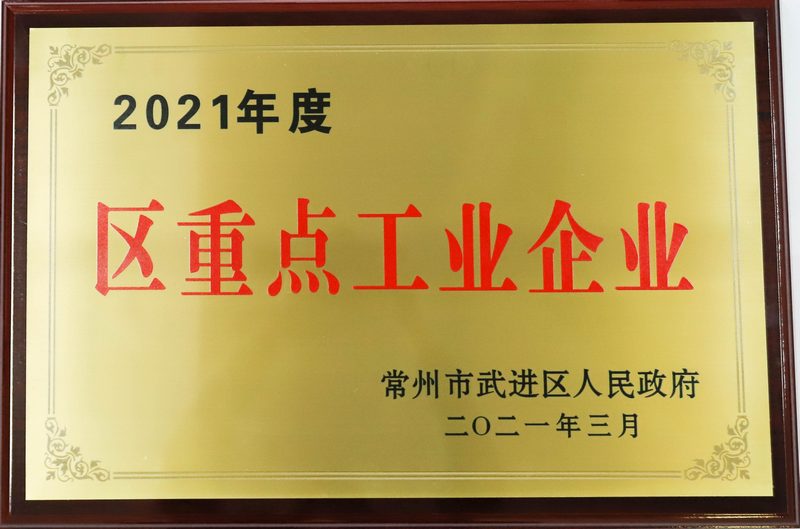 2021年度
区重点工业企业
常州市武进区人民政府
二〇二一年三月